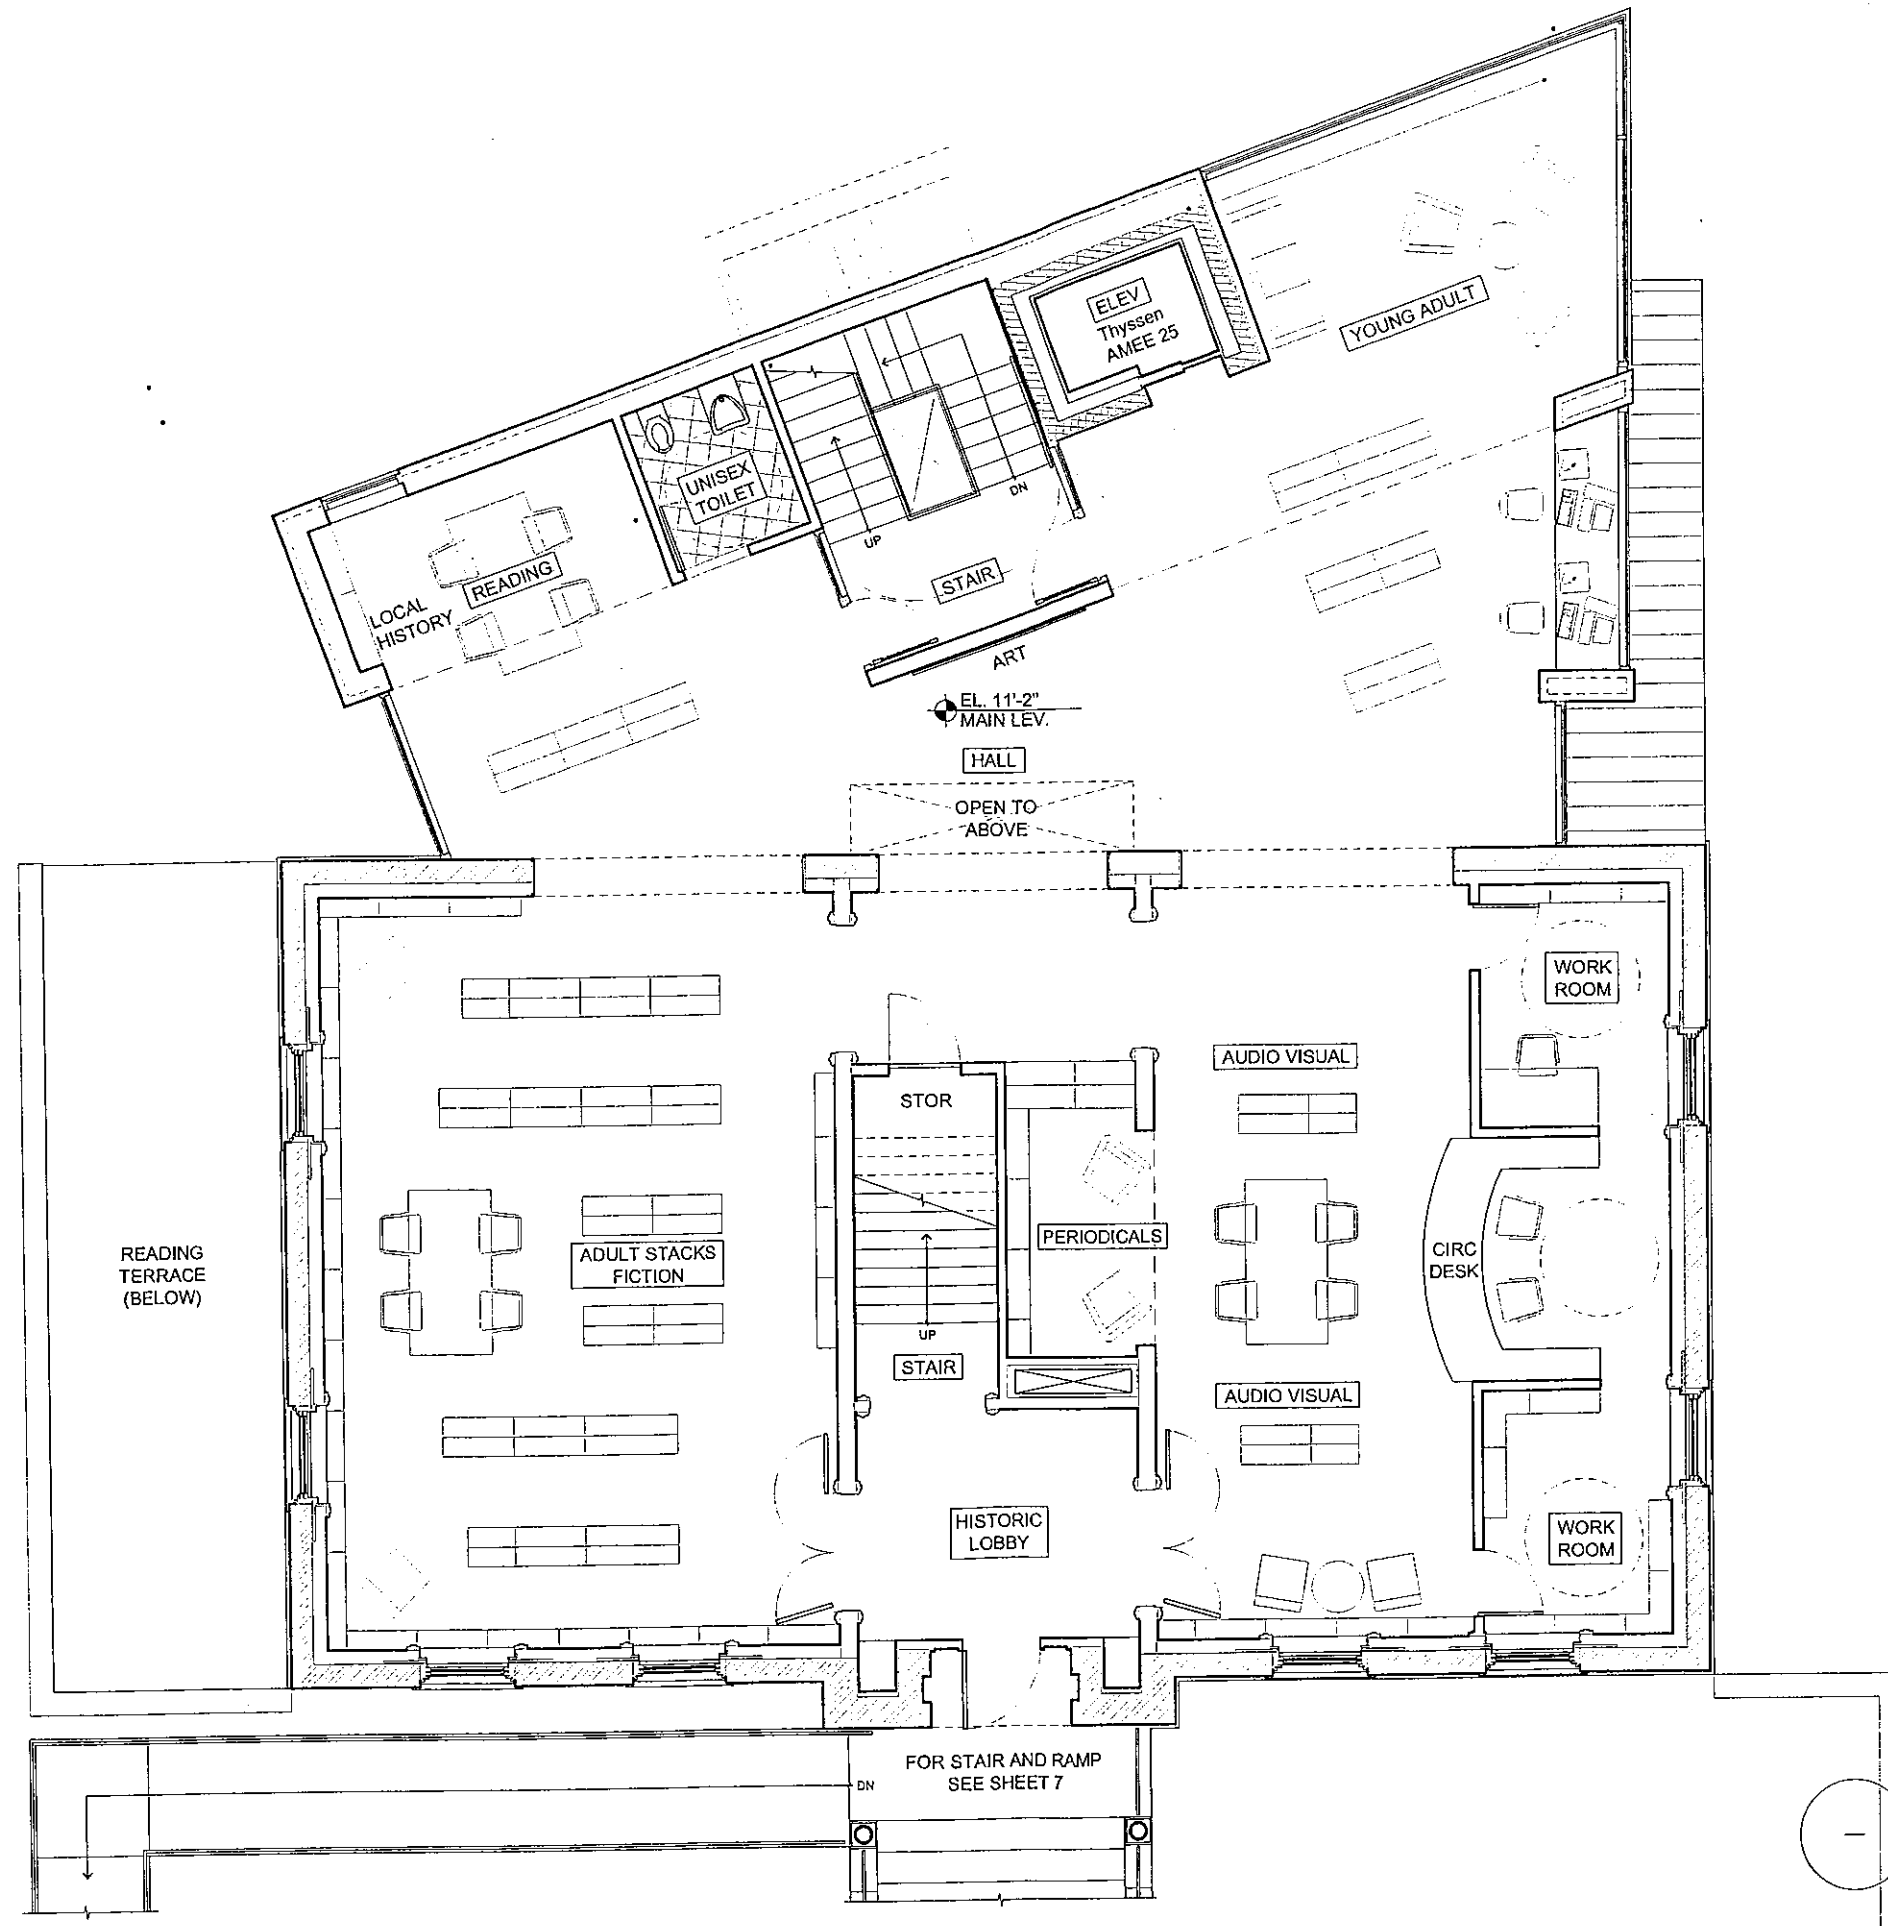 ELEV
Thyssen
AMEE 25
YOUNG ADULT
UNISEX
TOILET
DN
UP
STAIR
READING
LOCAL
HISTORY
ART
EL. 11'-2"
MAIN LEV.
HALL
OPEN TO
ABOVE
WORK
ROOM
AUDIO VISUAL
STOR
PERIODICALS
CIRC
DESK
ADULT STACKS
FICTION
READING
TERRACE
(BELOW)
UP
STAIR
AUDIO VISUAL
HISTORIC
LOBBY
WORK
ROOM
FOR STAIR AND RAMP
SEE SHEET 7
DN